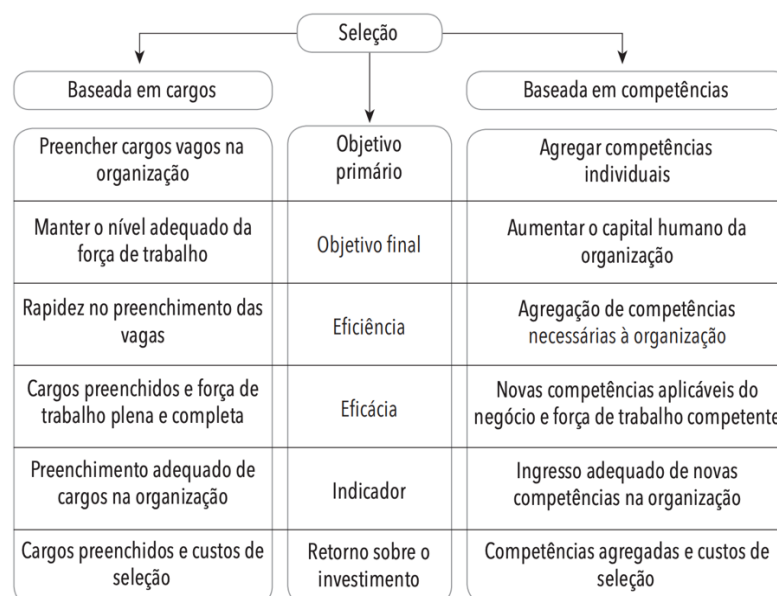 Seleção
Baseada em cargos
Baseada em competências
Preencher cargos vagos na
organização
Objetivo
primário
Agregar competências
individuais
Manter o nível adequado da
força de trabalho
Objetivo final
Aumentar o capital humano da
organização
Rapidez no preenchimento das
vagas
Eficiência
Agregação de competências
necessárias à organização
Cargos preenchidos e força de
trabalho plena e completa
Eficácia
Novas competências aplicáveis do
negócio e força de trabalho competente
Preenchimento adequado de
cargos na organização
Indicador
Ingresso adequado de novas
competências na organização
Cargos preenchidos e custos de
seleção
Retorno sobre o
investimento
Competências agregadas e custos de
seleção